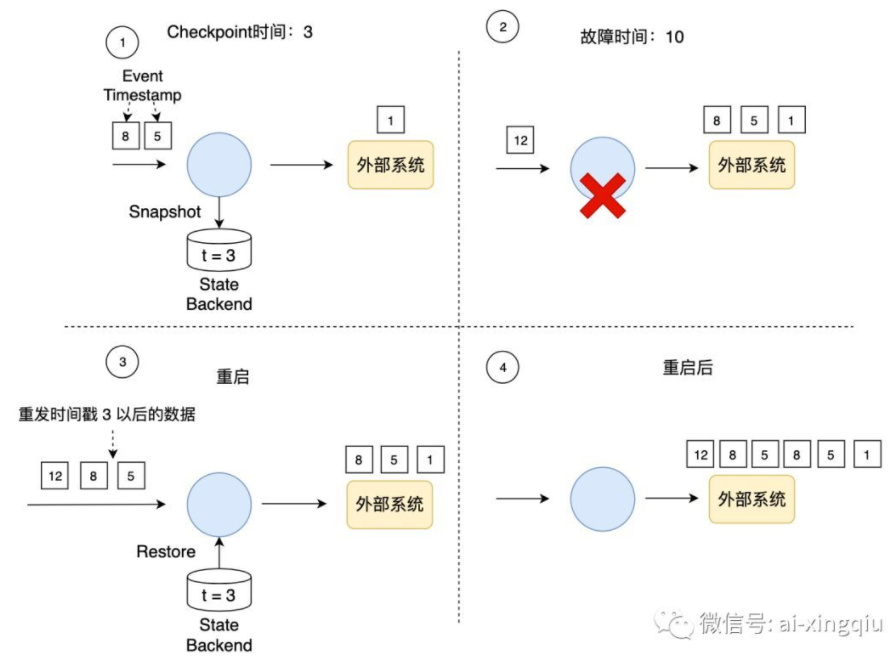 1
Checkpoint时间：3
Event
Timestamp
8 5
1
外部系统
Snapshot
t = 3
State
Backend
2
故障时间：10
12
8 5 1
外部系统
3
重启
重发时间戳 3 以后的数据
12 8 5
8 5 1
外部系统
Restore
t = 3
State
Backend
4
重启后
12 8 5 8 5 1
外部系统
微信号: ai-xingqiu